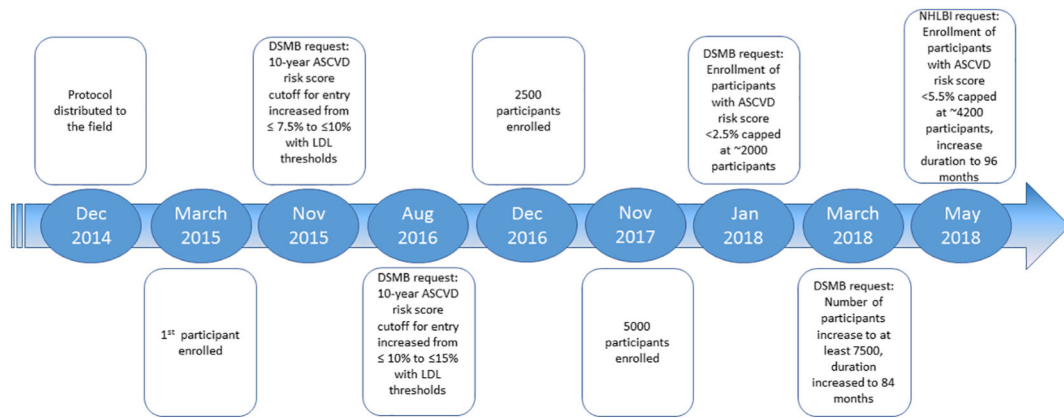 Protocol
distributed to
the field
DSMB request:
10-year ASCVD
risk score
cutoff for entry
increased from
≤ 7.5% to ≤10%
with LDL
thresholds
2500
participants
enrolled
DSMB request:
Enrollment of
participants
with ASCVD
risk score
<2.5% capped
at ~2000
participants
NHLBI request:
Enrollment of
participants
with ASCVD
risk score
<5.5% capped
at ~4200
participants,
increase
duration to 96
months
Dec
2014
March
2015
Nov
2015
Aug
2016
Dec
2016
Nov
2017
Jan
2018
March
2018
May
2018
1st participant
enrolled
DSMB request:
10-year ASCVD
risk score
cutoff for entry
increased from
≤ 10% to ≤15%
with LDL
thresholds
5000
participants
enrolled
DSMB request:
Number of
participants
increase to at
least 7500,
duration
increased to 84
months